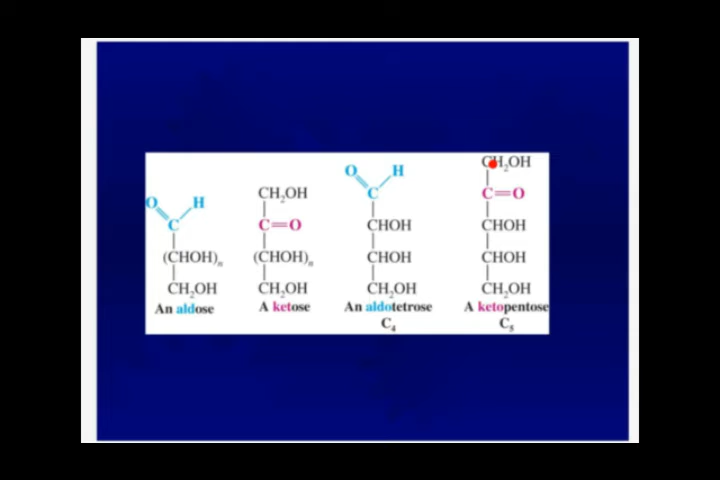 O H
C
(CHOH)ₙ
CH₂OH
An aldose
CH₂OH
C=O
(CHOH)ₙ
CH₂OH
A ketose
O H
C
CHOH
CHOH
CH₂OH
An aldotetrose
C₄
CH₂OH
C=O
CHOH
CHOH
CH₂OH
A ketopentose
C₅